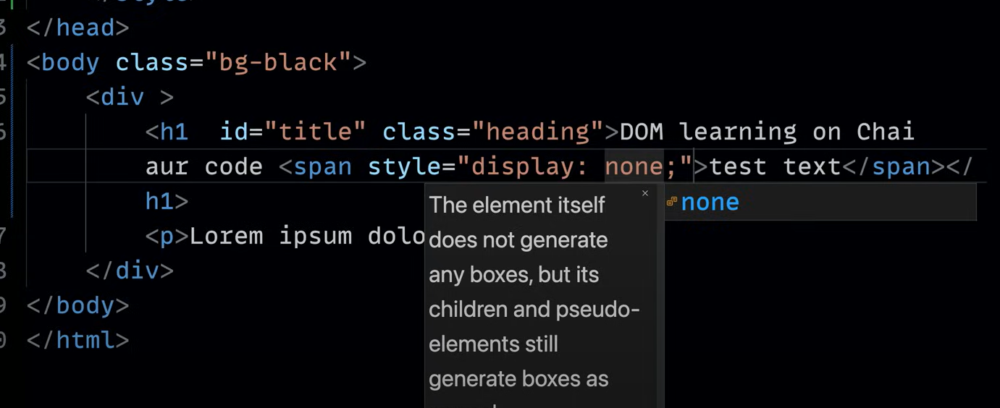 </head>
<body class="bg-black">
<div >
<h1  id="title" class="heading">DOM learning on Chai
aur code <span style="display: none;">test text</span></
h1>
<p>Lorem ipsum dolo
</div>
</body>
</html>
The element itself
does not generate
any boxes, but its
children and pseudo-
elements still
generate boxes as
none